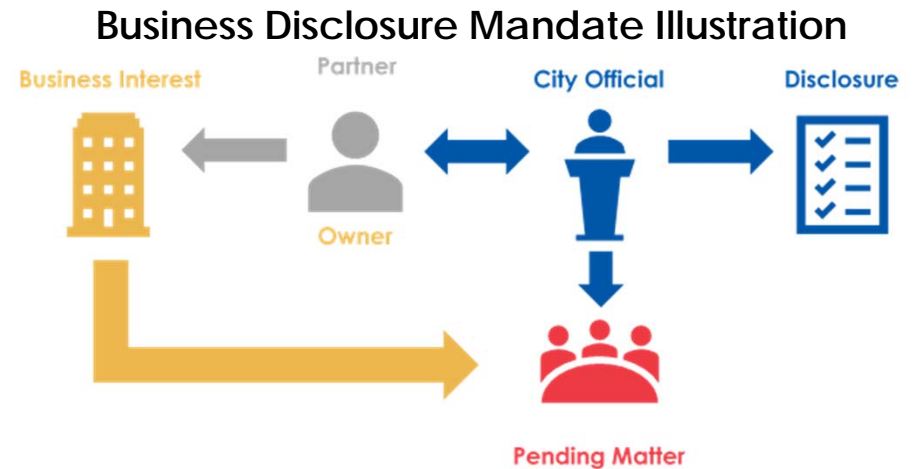 Business Disclosure Mandate Illustration
Business Interest
Partner
City Official
Disclosure
Owner
Pending Matter